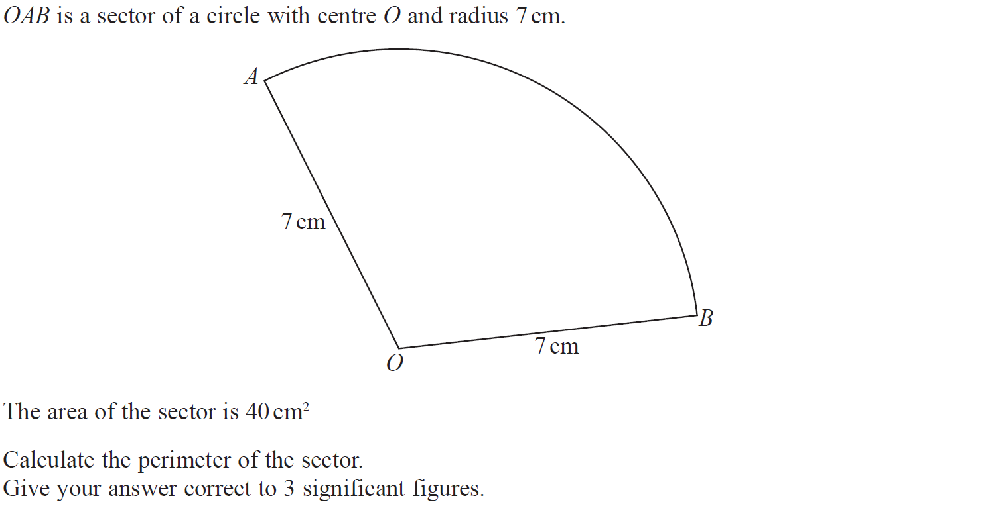 OAB is a sector of a circle with centre O and radius 7 cm.
A
7 cm
B
7 cm
O
The area of the sector is 40 cm²
Calculate the perimeter of the sector.
Give your answer correct to 3 significant figures.